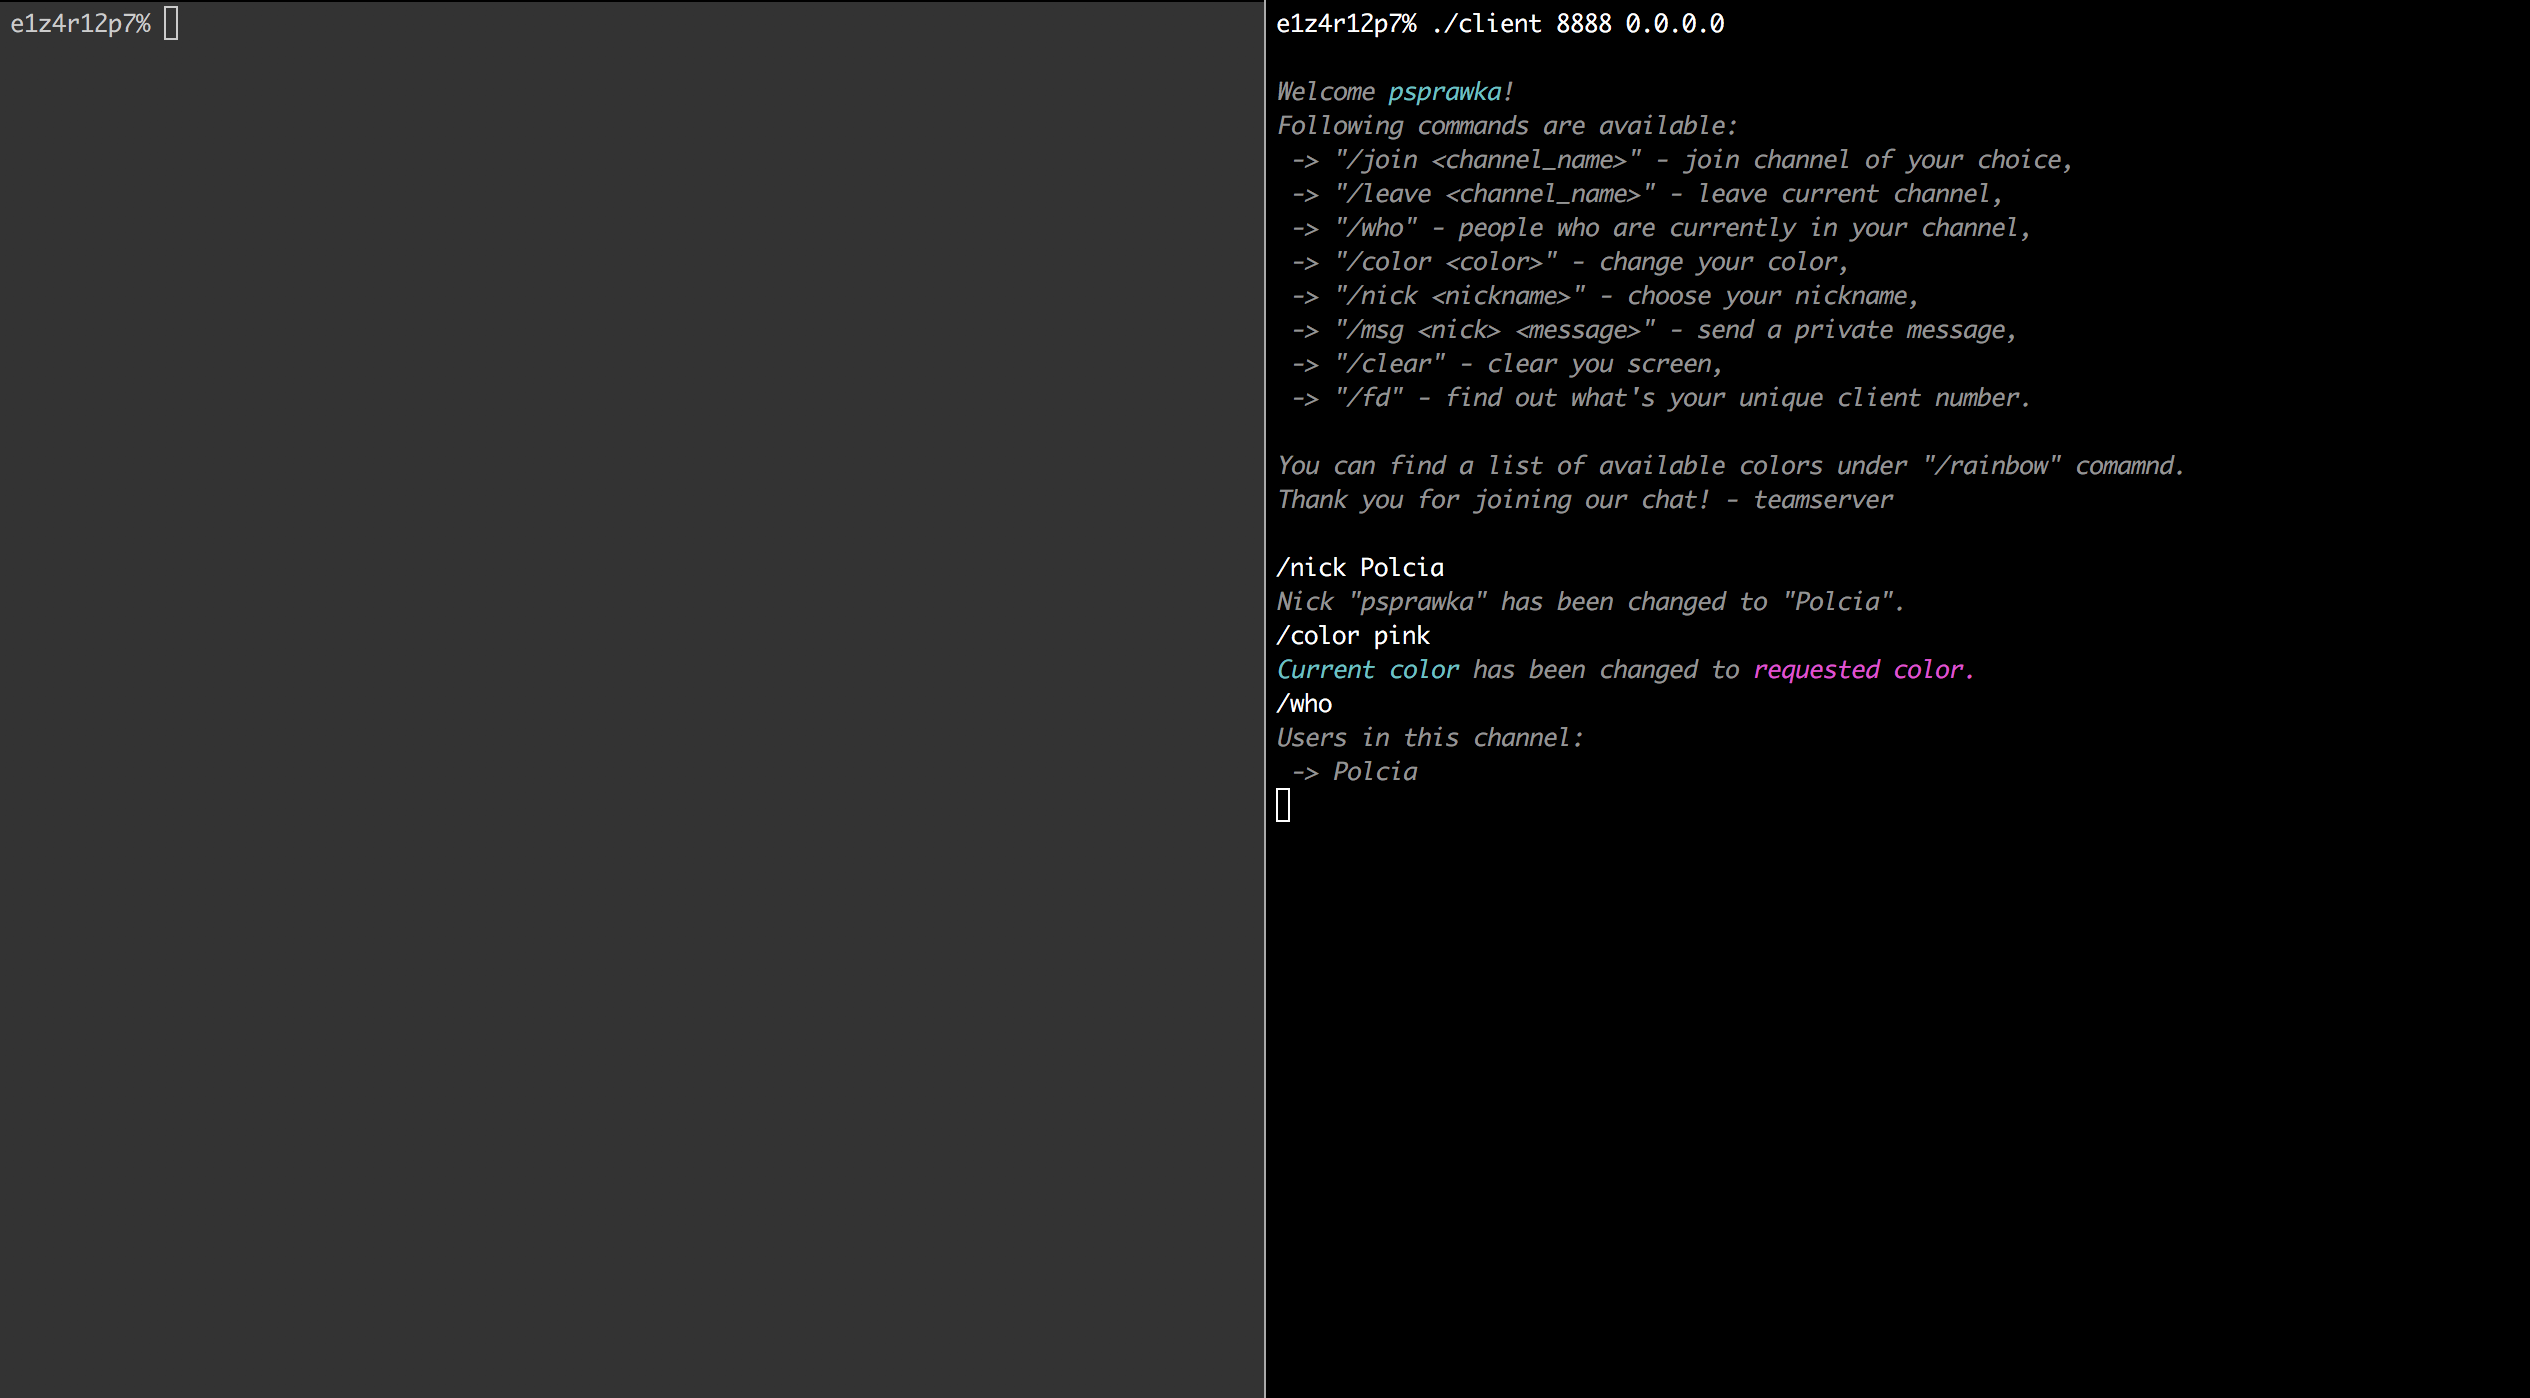 e1z4r12p7%
e1z4r12p7% ./client 8888 0.0.0.0
Welcome psprawka!
Following commands are available:
-> "/join <channel_name>" - join channel of your choice,
-> "/leave <channel_name>" - leave current channel,
-> "/who" - people who are currently in your channel,
-> "/color <color>" - change your color,
-> "/nick <nickname>" - choose your nickname,
-> "/msg <nick> <message>" - send a private message,
-> "/clear" - clear you screen,
-> "/fd" - find out what's your unique client number.
You can find a list of available colors under "/rainbow" comamnd.
Thank you for joining our chat! - teamserver
/nick Polcia
Nick "psprawka" has been changed to "Polcia".
/color pink
Current color has been changed to requested color.
/who
Users in this channel:
-> Polcia